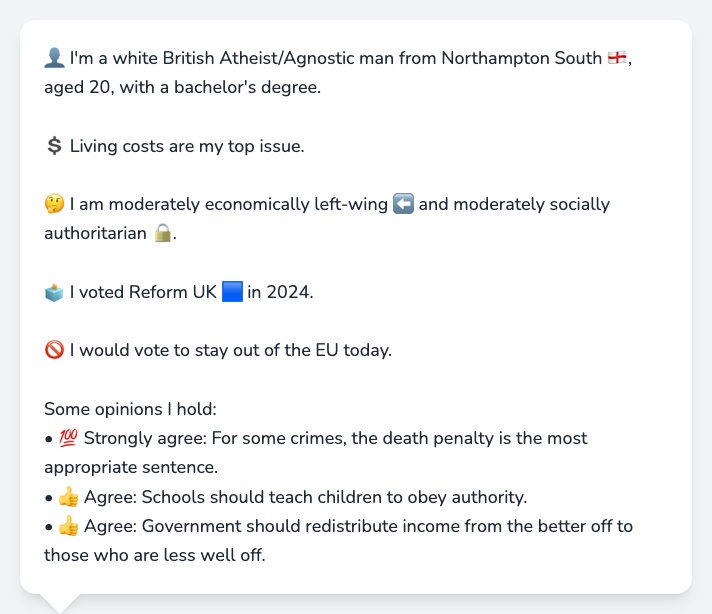 👤 I'm a white British Atheist/Agnostic man from Northampton South 🏴󠁧󠁢󠁥󠁮󠁧󠁿,
aged 20, with a bachelor's degree.
💲 Living costs are my top issue.
🤔 I am moderately economically left-wing ⬅️ and moderately socially
authoritarian 🔒.
🗳️ I voted Reform UK 🟦 in 2024.
🚫 I would vote to stay out of the EU today.
Some opinions I hold:
• 💯 Strongly agree: For some crimes, the death penalty is the most
appropriate sentence.
• 👍 Agree: Schools should teach children to obey authority.
• 👍 Agree: Government should redistribute income from the better off to
those who are less well off.